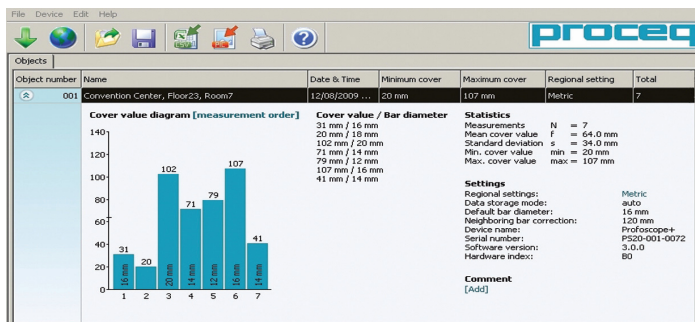 File Device Edit Help
proceq
Objects
Object number Name Date & Time Minimum cover Maximum cover Regional setting Total
001 Convention Center, Floor23, Room7 12/08/2009 ... 20 mm 107 mm Metric 7
Cover value diagram [measurement order]
140
120
100
80
60
40
20
0
31
20
102
71
79
107
41
16 mm
20 mm
14 mm
12 mm
16 mm
14 mm
1 2 3 4 5 6 7
Cover value / Bar diameter
31 mm / 16 mm
20 mm / 18 mm
102 mm / 20 mm
71 mm / 14 mm
79 mm / 12 mm
107 mm / 16 mm
41 mm / 14 mm
Statistics
Measurements N = 7
Mean cover value f = 64.0 mm
Standard deviation s = 34.0 mm
Min. cover value min = 20 mm
Max. cover value max = 107 mm
Settings
Regional settings: Metric
Data storage mode: auto
Default bar diameter: 16 mm
Neighboring bar correction: 120 mm
Device name: Profoscope+
Serial number: PS20-001-0072
Software version: 3.0.0
Hardware index: B0
Comment
[Add]